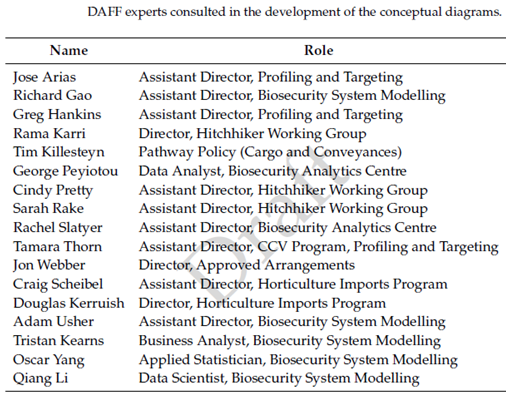 DAFF experts consulted in the development of the conceptual diagrams.
Name Role
Jose Arias Assistant Director, Profiling and Targeting
Richard Gao Assistant Director, Biosecurity System Modelling
Greg Hankins Assistant Director, Profiling and Targeting
Rama Karri Director, Hitchhiker Working Group
Tim Killesteyn Pathway Policy (Cargo and Conveyances)
George Peyiotou Data Analyst, Biosecurity Analytics Centre
Cindy Pretty Assistant Director, Hitchhiker Working Group
Sarah Rake Assistant Director, Hitchhiker Working Group
Rachel Slatyer Assistant Director, Biosecurity Analytics Centre
Tamara Thorn Assistant Director, CCV Program, Profiling and Targeting
Jon Webber Director, Approved Arrangements
Craig Scheibel Assistant Director, Horticulture Imports Program
Douglas Kerruish Director, Horticulture Imports Program
Adam Usher Assistant Director, Biosecurity System Modelling
Tristan Kearns Business Analyst, Biosecurity System Modelling
Oscar Yang Applied Statistician, Biosecurity System Modelling
Qiang Li Data Scientist, Biosecurity System Modelling
Draft